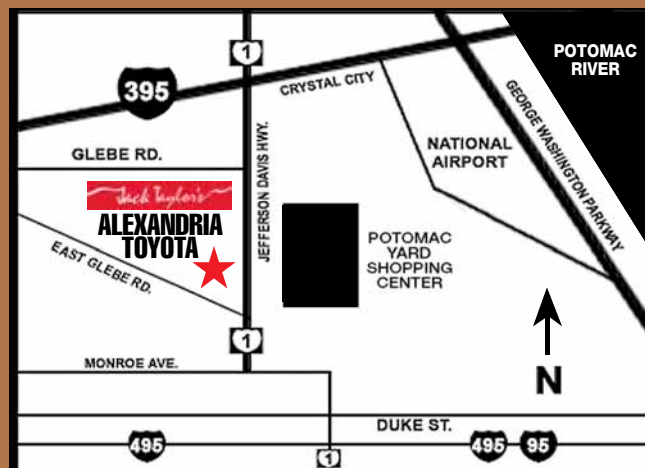 1
POTOMAC
RIVER
395
CRYSTAL CITY
GEORGE WASHINGTON PARKWAY
GLEBE RD.
NATIONAL
AIRPORT
JEFFERSON DAVIS HWY.
Jack Taylor's
ALEXANDRIA
TOYOTA
EAST GLEBE RD.
POTOMAC
YARD
SHOPPING
CENTER
1
MONROE AVE.
N
DUKE ST.
495
1
495
95